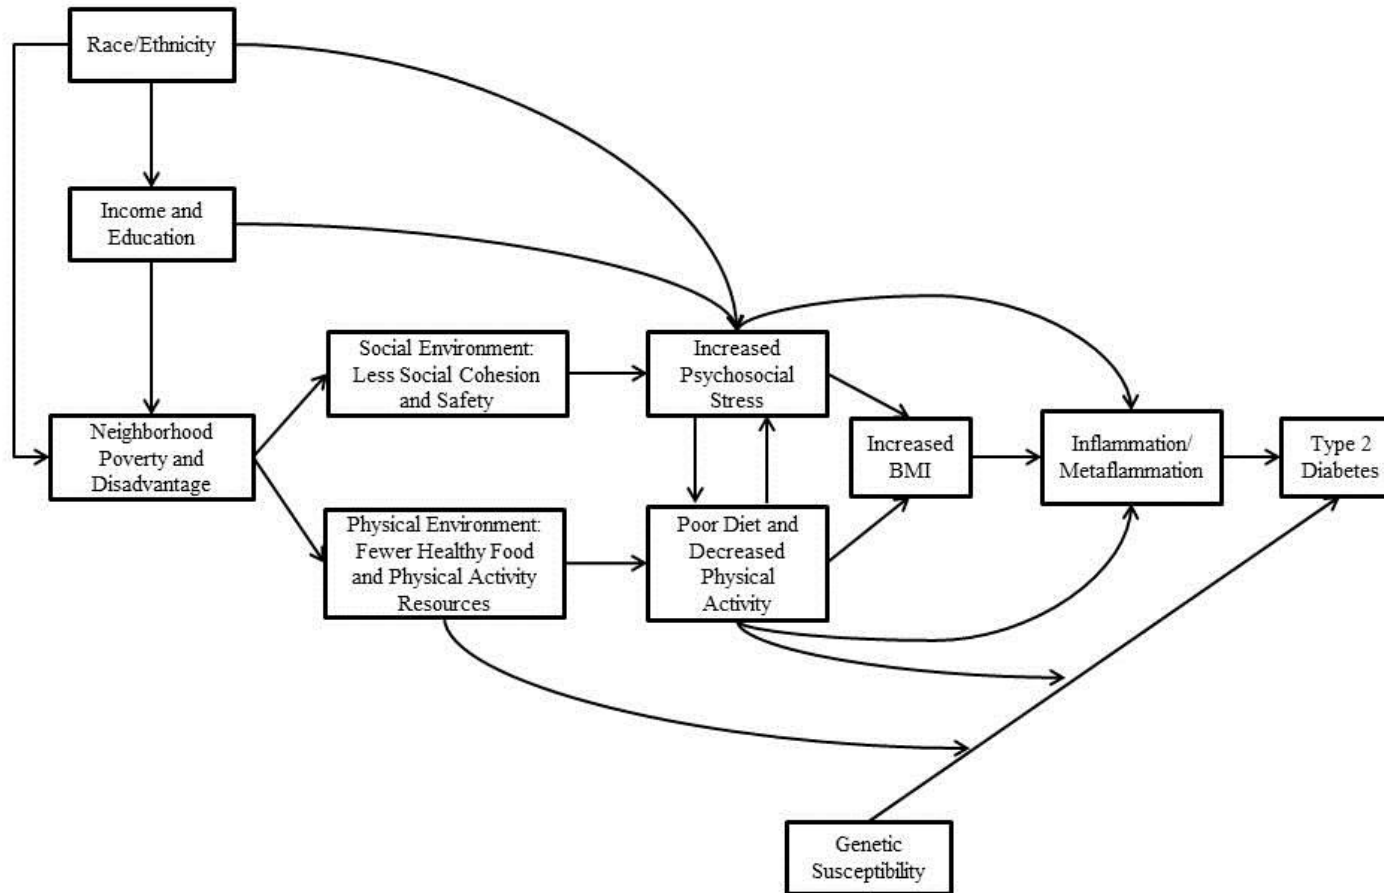 Race/Ethnicity
Income and
Education
Neighborhood
Poverty and
Disadvantage
Social Environment:
Less Social Cohesion
and Safety
Physical Environment:
Fewer Healthy Food
and Physical Activity
Resources
Increased
Psychosocial
Stress
Poor Diet and
Decreased
Physical
Activity
Increased
BMI
Inflammation/
Metaflammation
Type 2
Diabetes
Genetic
Susceptibility